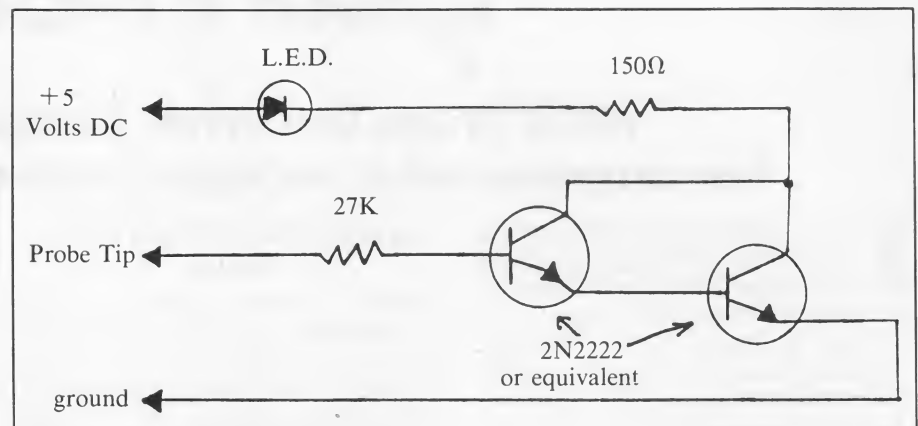 L.E.D.
150Ω
+5
Volts DC
27K
Probe Tip
2N2222
or equivalent
ground